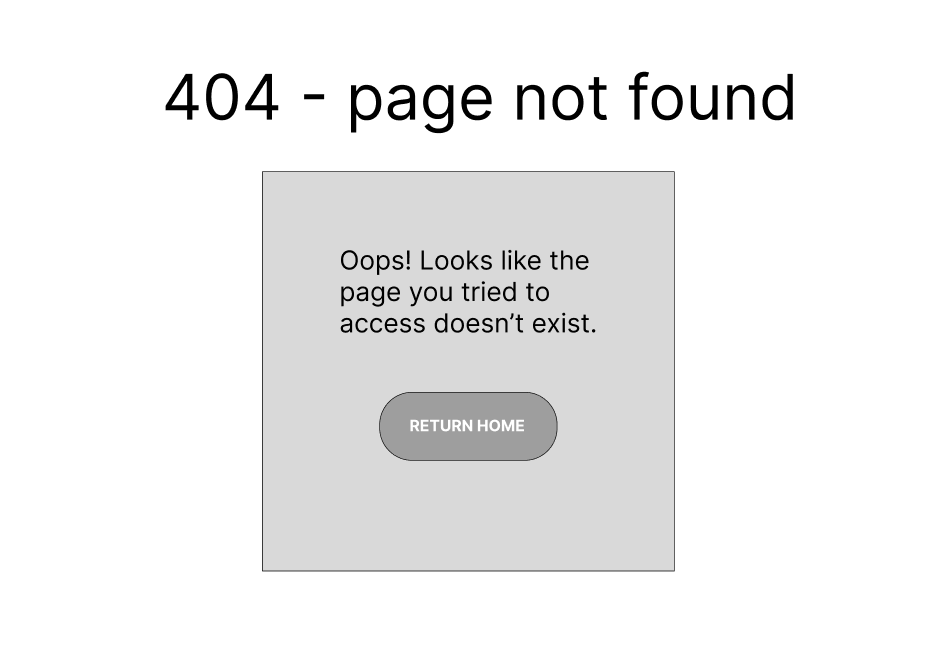 404 - page not found
Oops! Looks like the
page you tried to
access doesn’t exist.
RETURN HOME